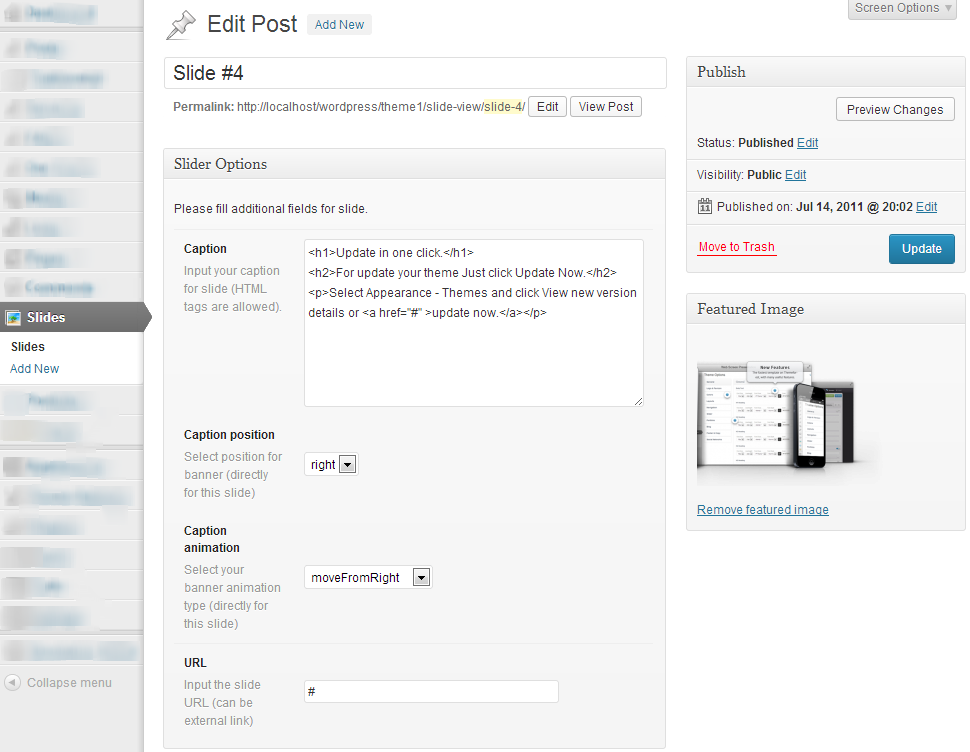 Screen Options
Edit Post Add New
Slide #4
Permalink: http://localhost/wordpress/theme1/slide-view/slide-4/ Edit View Post
Slider Options
Please fill additional fields for slide.
Caption
Input your caption
for slide (HTML
tags are allowed).
<h1>Update in one click.</h1>
<h2>For update your theme Just click Update Now.</h2>
<p>Select Appearance - Themes and click View new version
details or <a href="#" >update now.</a></p>
Caption position
Select position for
banner (directly
for this slide)
right
Caption
animation
Select your
banner animation
type (directly for
this slide)
moveFromRight
URL
Input the slide
URL (can be
external link)
#
Publish
Preview Changes
Status: Published Edit
Visibility: Public Edit
11 Published on: Jul 14, 2011 @ 20:02 Edit
Move to Trash
Update
Featured Image
New Features
Remove featured image
Slides
Slides
Add New
Collapse menu